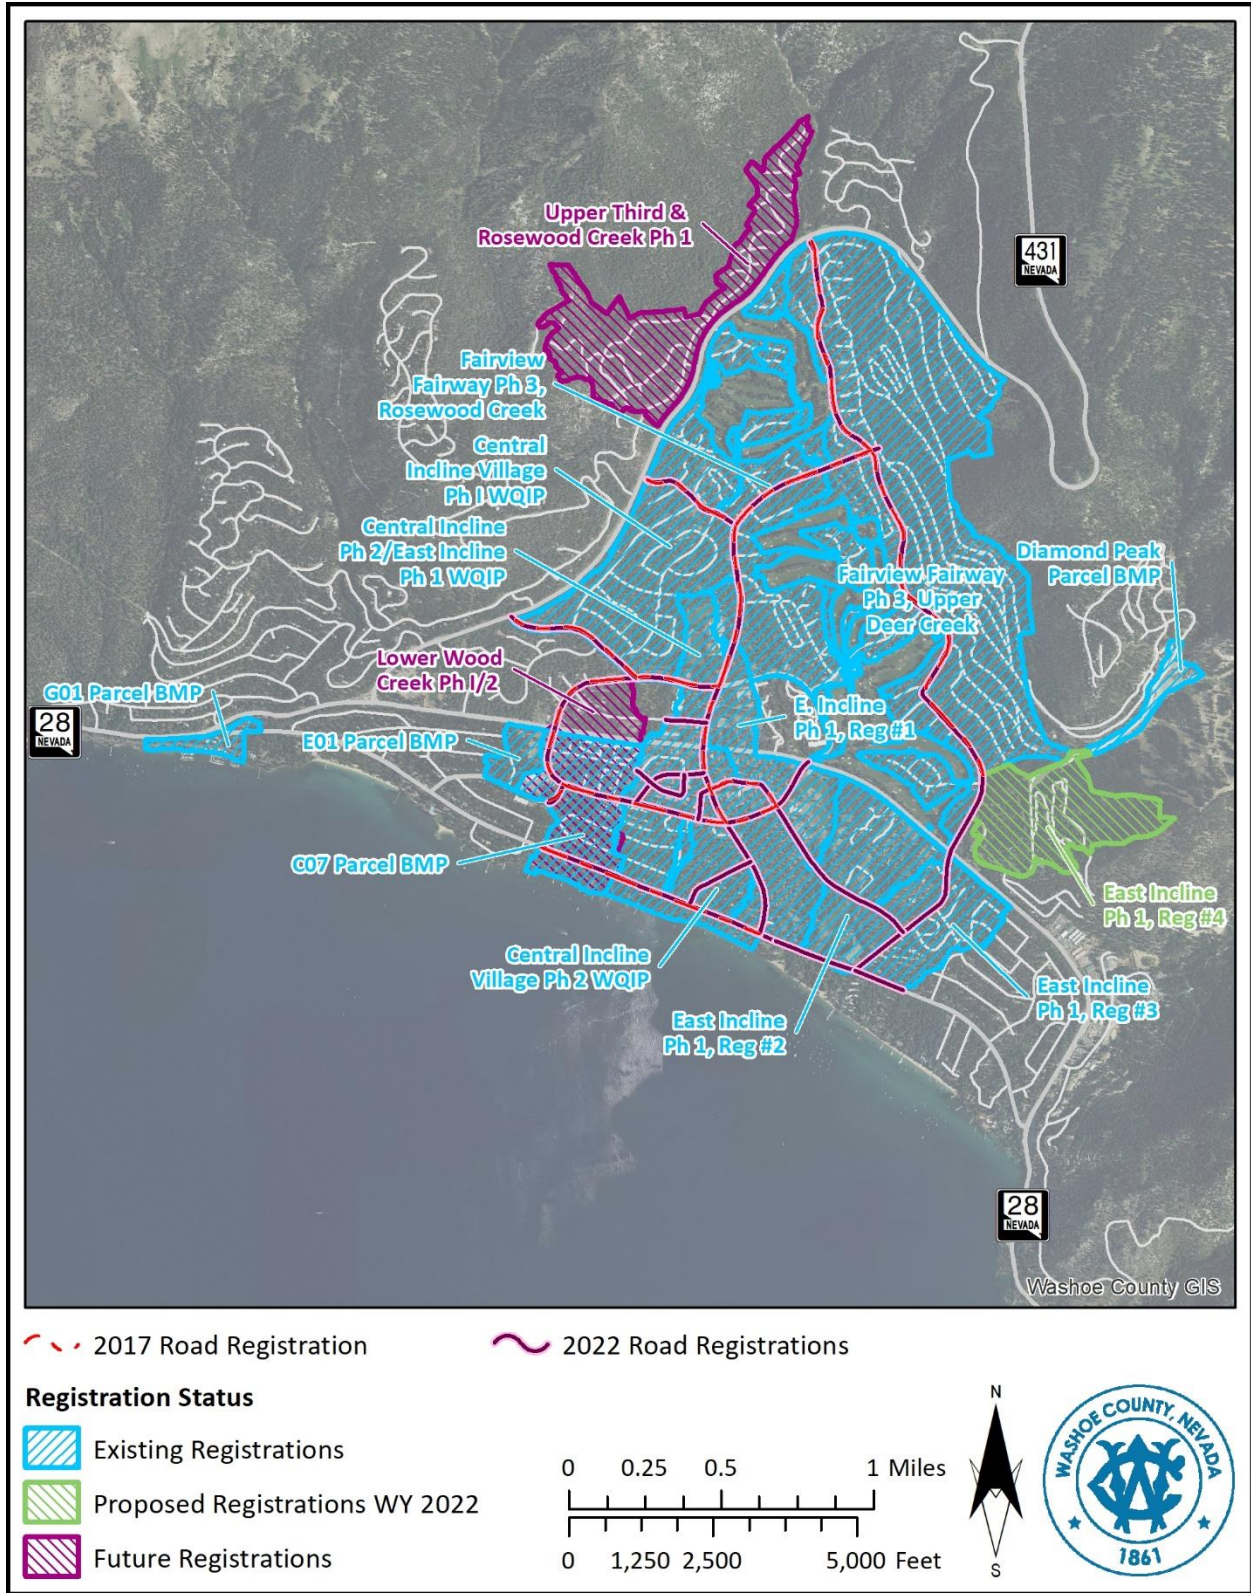 Upper Third &
Rosewood Creek Ph 1
431
NEVADA
Fairview
Fairway Ph 3,
Rosewood Creek
Central
Incline Village
Ph I WQIP
Central Incline
Ph 2/East Incline
Ph 1 WQIP
Diamond Peak
Parcel BMP
Fairview Fairway
Ph 3, Upper
Deer Creek
Lower Wood
Creek Ph I/2
G01 Parcel BMP
28
NEVADA
E01 Parcel BMP
E. Incline
Ph 1, Reg #1
C07 Parcel BMP
East Incline
Ph 1, Reg #4
Central Incline
Village Ph 2 WQIP
East Incline
Ph 1, Reg #3
East Incline
Ph 1, Reg #2
28
NEVADA
Washoe County GIS
2017 Road Registration
2022 Road Registrations
Registration Status
Existing Registrations
Proposed Registrations WY 2022
Future Registrations
0 0.25 0.5 1 Miles
0 1,250 2,500 5,000 Feet
N
S
WASHOE COUNTY, NEVADA
1861